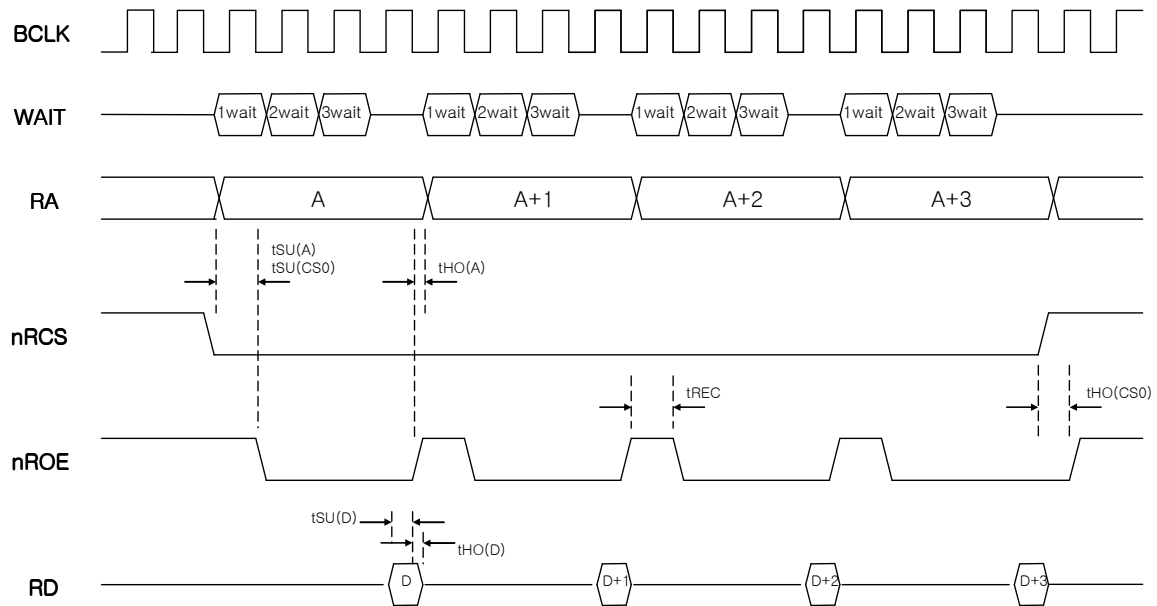 BCLK
WAIT
1wait 2wait 3wait 1wait 2wait 3wait 1wait 2wait 3wait 1wait 2wait 3wait
RA
A A+1 A+2 A+3
tSU(A)
tSU(CS0)
tHO(A)
nRCS
tREC
tHO(CS0)
nROE
tSU(D)
tHO(D)
RD
D D+1 D+2 D+3